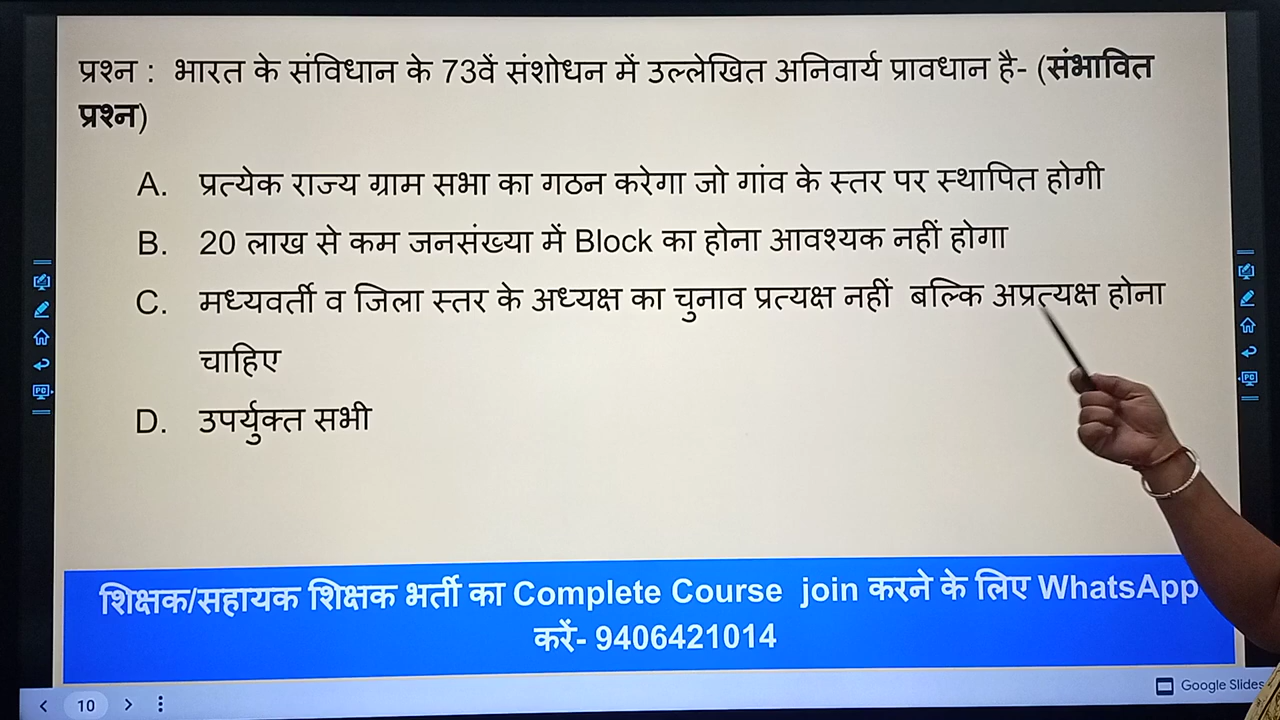 प्रश्न : भारत के संविधान के 73वें संशोधन में उल्लेखित अनिवार्य प्रावधान है- (संभावित
प्रश्न)
A. प्रत्येक राज्य ग्राम सभा का गठन करेगा जो गांव के स्तर पर स्थापित होगी
B. 20 लाख से कम जनसंख्या में Block का होना आवश्यक नहीं होगा
C. मध्यवर्ती व जिला स्तर के अध्यक्ष का चुनाव प्रत्यक्ष नहीं बल्कि अप्रत्यक्ष होना
चाहिए
D. उपर्युक्त सभी
शिक्षक/सहायक शिक्षक भर्ती का Complete Course join करने के लिए WhatsApp
करें- 9406421014
10
Google Slides
PC
PC